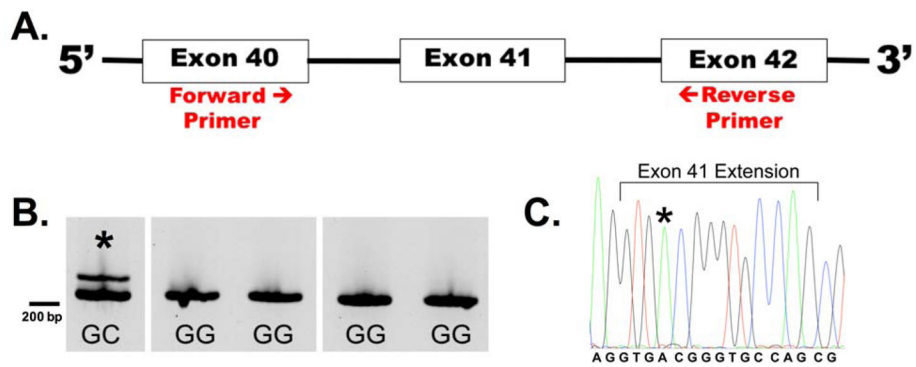 A.
5’ Exon 40 Exon 41 Exon 42 3’
Forward → ← Reverse
Primer Primer
B.
*
200 bp
GC GG GG GG GG
C.
Exon 41 Extension
*
A G G T G A C G G G T G C C A G C G